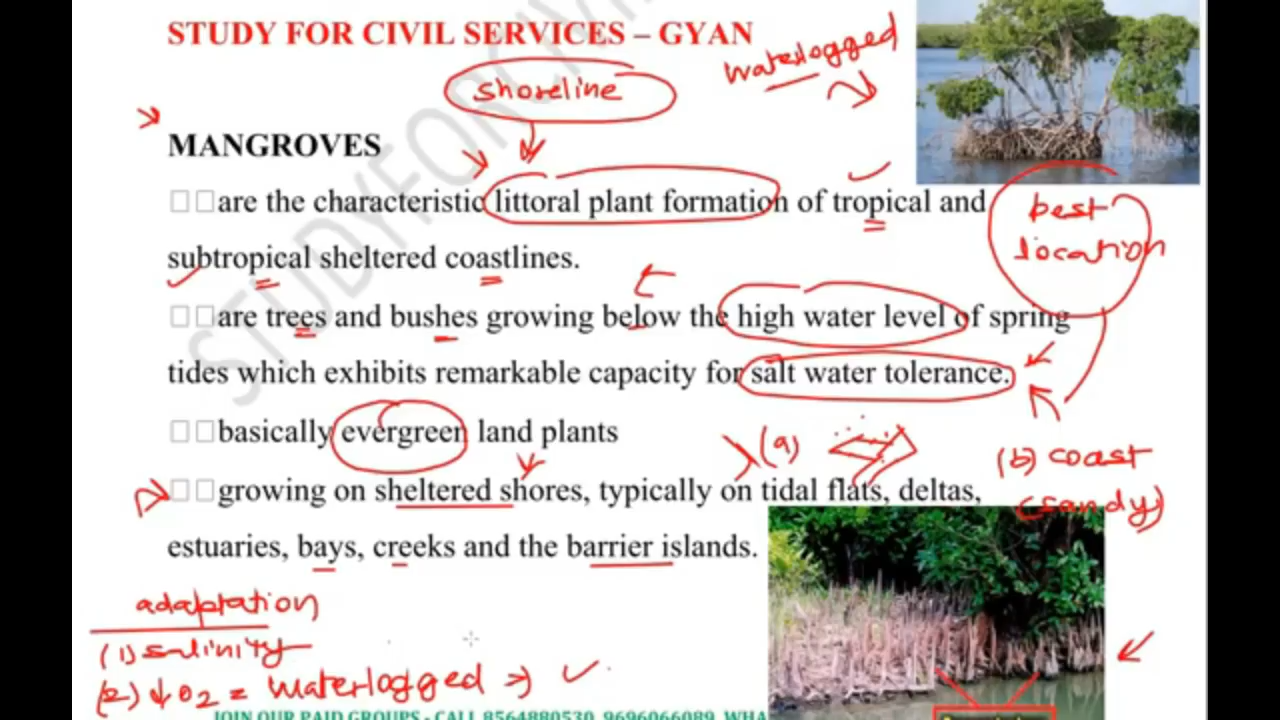 STUDY FOR CIVIL SERVICES – GYAN
waterlogged
shoreline
MANGROVES
are the characteristic littoral plant formation of tropical and
subtropical sheltered coastlines.
best
location
are trees and bushes growing below the high water level of spring
tides which exhibits remarkable capacity for salt water tolerance.
basically evergreen land plants
(a)
(b) coast
(sandy)
growing on sheltered shores, typically on tidal flats, deltas,
estuaries, bays, creeks and the barrier islands.
adaptation
(1) salinity
(2) ↓ O2 = waterlogged ⇒ ✓
JOIN OUR PAID GROUPS - CALL 8564880530, 9696066089, WHA